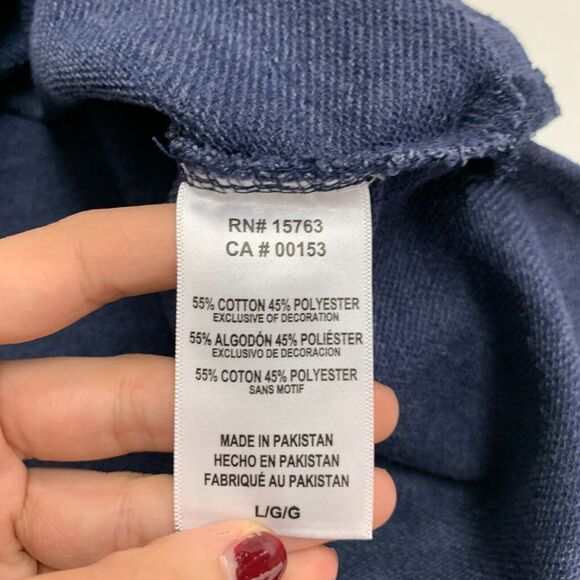 RN# 15763
CA # 00153
55% COTTON 45% POLYESTER
EXCLUSIVE OF DECORATION
55% ALGODÓN 45% POLIÉSTER
EXCLUSIVO DE DECORACION
55% COTON 45% POLYESTER
SANS MOTIF
MADE IN PAKISTAN
HECHO EN PAKISTÁN
FABRIQUÉ AU PAKISTAN
L/G/G